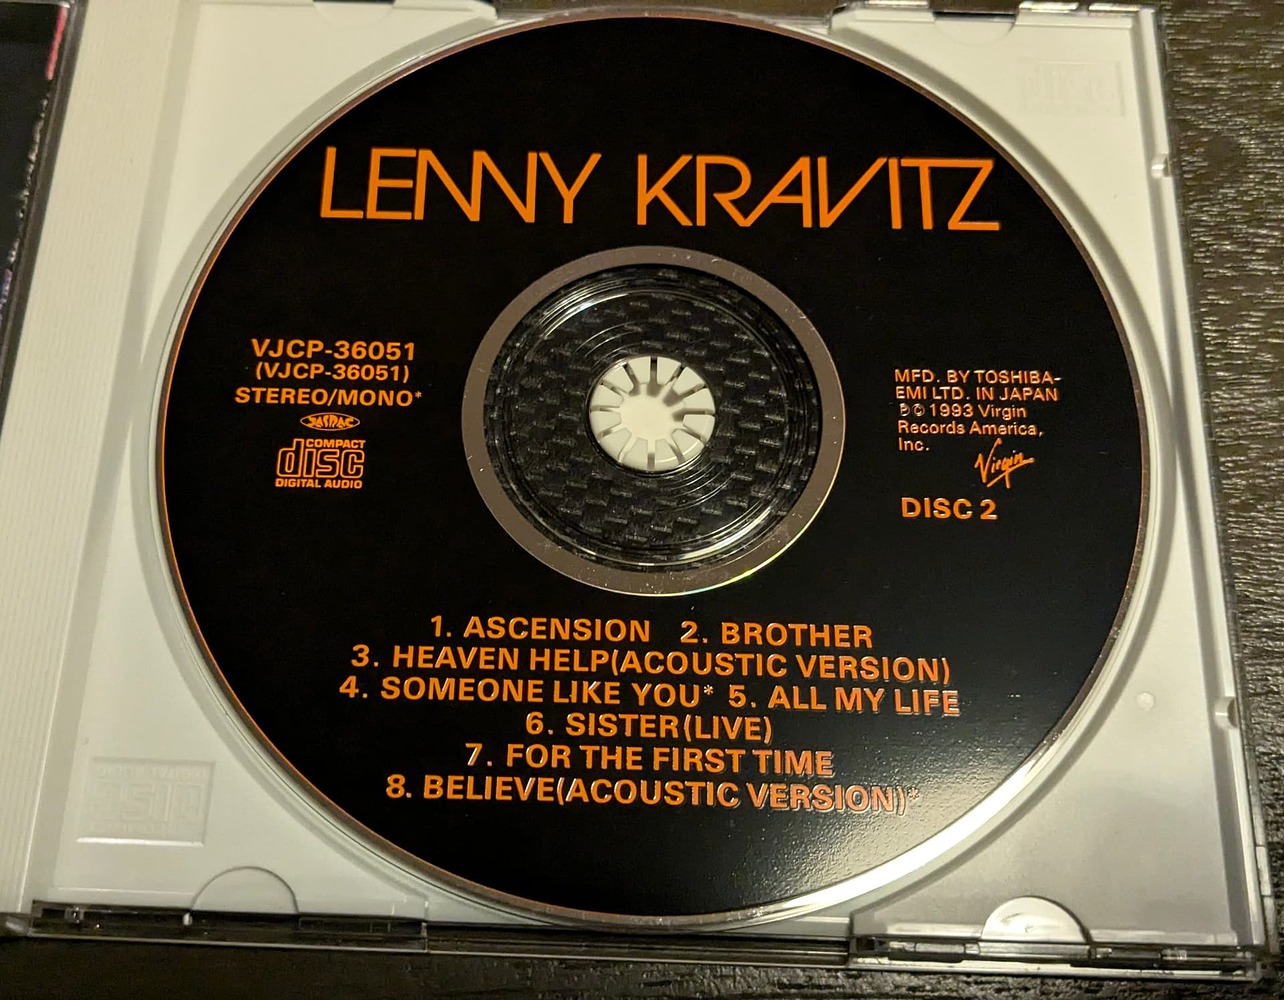 LENNY KRAVITZ
VJCP-36051
(VJCP-36051)
STEREO/MONO*
JASRAC
COMPACT
disc
DIGITAL AUDIO
MFD. BY TOSHIBA-
EMI LTD. IN JAPAN
℗© 1993 Virgin
Records America,
Inc.
Virgin
DISC 2
1. ASCENSION 2. BROTHER
3. HEAVEN HELP(ACOUSTIC VERSION)
4. SOMEONE LIKE YOU* 5. ALL MY LIFE
6. SISTER(LIVE)
7. FOR THE FIRST TIME
8. BELIEVE(ACOUSTIC VERSION)*